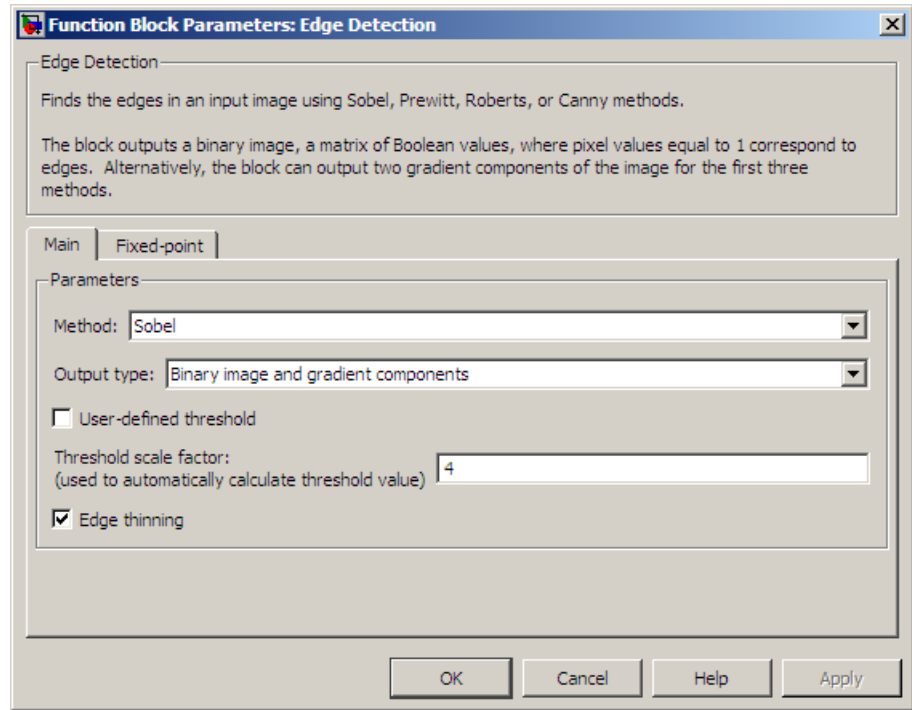 Function Block Parameters: Edge Detection
Edge Detection
Finds the edges in an input image using Sobel, Prewitt, Roberts, or Canny methods.
The block outputs a binary image, a matrix of Boolean values, where pixel values equal to 1 correspond to
edges.  Alternatively, the block can output two gradient components of the image for the first three
methods.
Main Fixed-point
Parameters
Method: Sobel
Output type: Binary image and gradient components
User-defined threshold
Threshold scale factor:
(used to automatically calculate threshold value) 4
Edge thinning
OK Cancel Help Apply